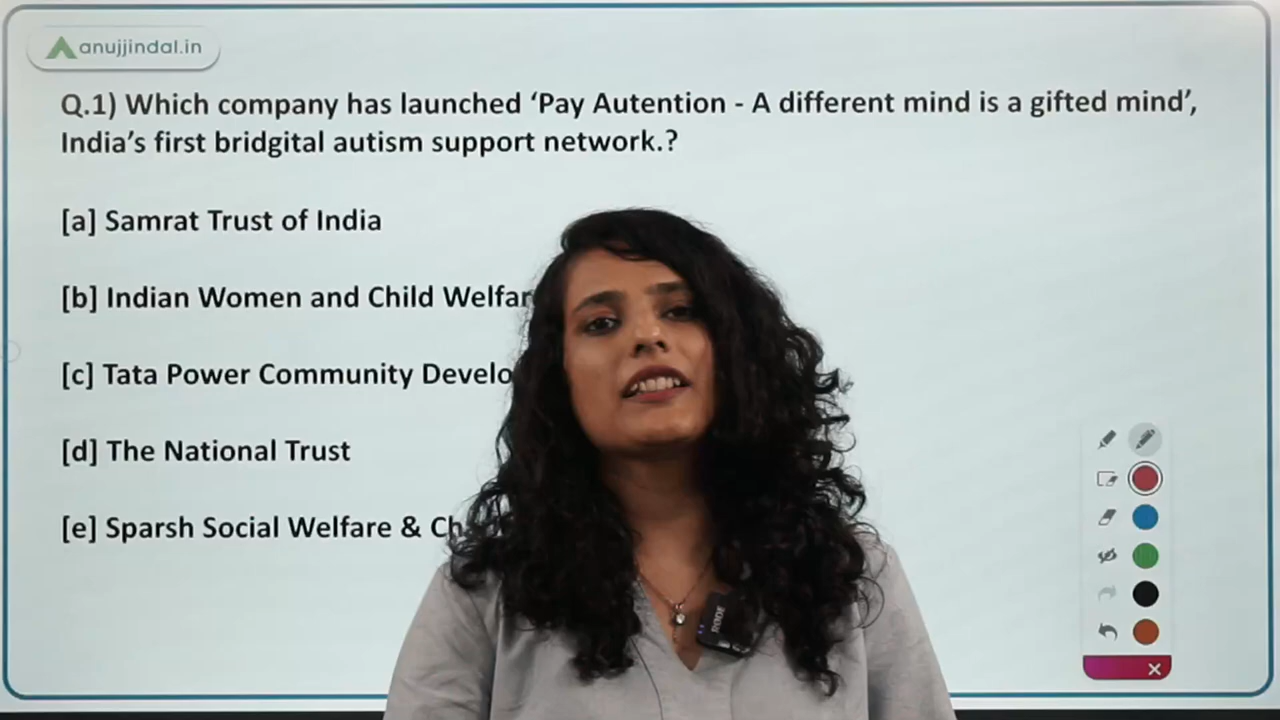 anujjindal.in
Q.1) Which company has launched ‘Pay Autention - A different mind is a gifted mind’,
India’s first bridgital autism support network.?
[a] Samrat Trust of India
[b] Indian Women and Child Welfar
[c] Tata Power Community Develo
[d] The National Trust
[e] Sparsh Social Welfare & Ch
RODE